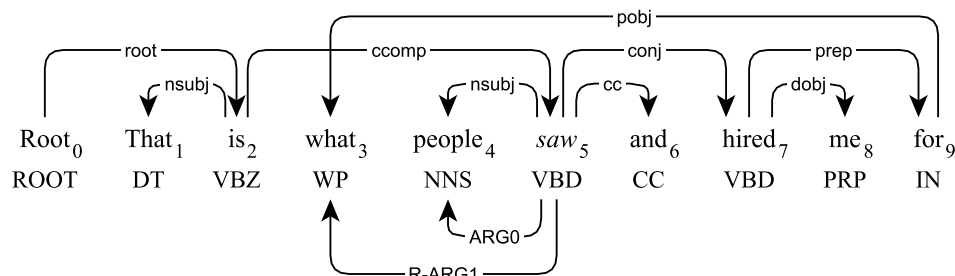 pobj
root ccomp conj prep
nsubj nsubj cc dobj
Root0 That1 is2 what3 people4 saw5 and6 hired7 me8 for9
ROOT DT VBZ WP NNS VBD CC VBD PRP IN
ARG0
R-ARG1